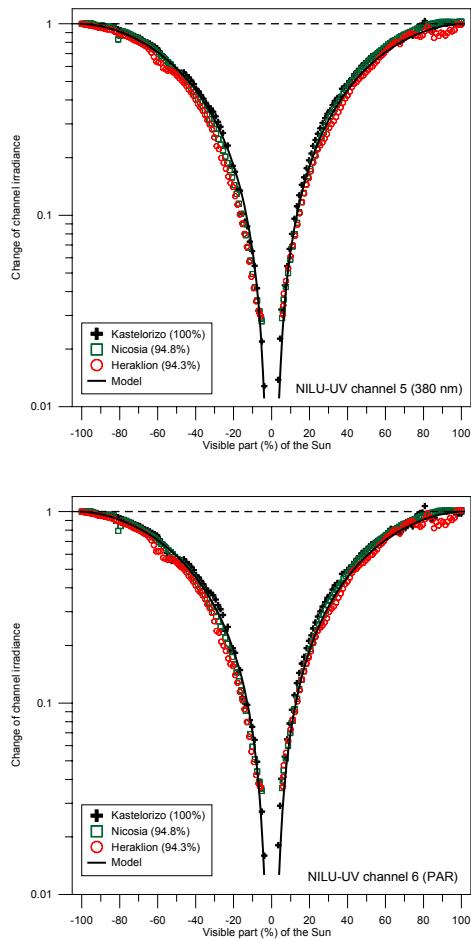 1
0.1
0.01
Change of channel irradiance
Kastelorizo (100%)
Nicosia (94.8%)
Heraklion (94.3%)
Model
NILU-UV channel 5 (380 nm)
-100 -80 -60 -40 -20 0 20 40 60 80 100
Visible part (%) of the Sun
1
0.1
0.01
Change of channel irradiance
Kastelorizo (100%)
Nicosia (94.8%)
Heraklion (94.3%)
Model
NILU-UV channel 6 (PAR)
-100 -80 -60 -40 -20 0 20 40 60 80 100
Visible part (%) of the Sun